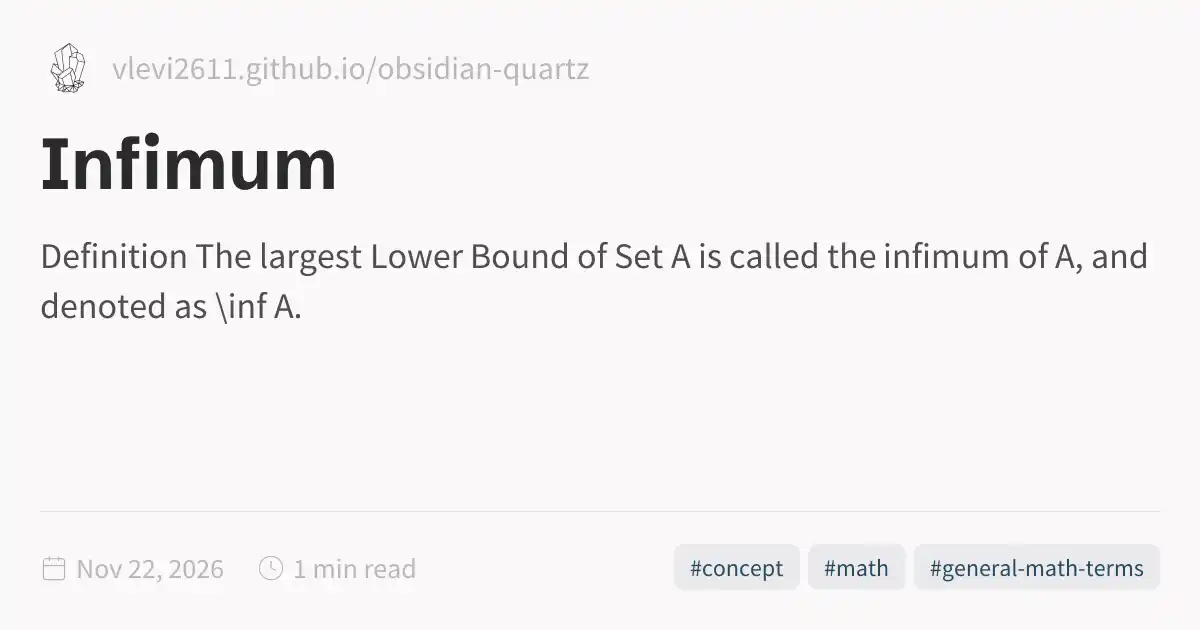 vlevi2611.github.io/obsidian-quartz
Infimum
Definition The largest Lower Bound of Set A is called the infimum of A, and
denoted as \inf A.
Nov 22, 2026 1 min read #concept #math #general-math-terms